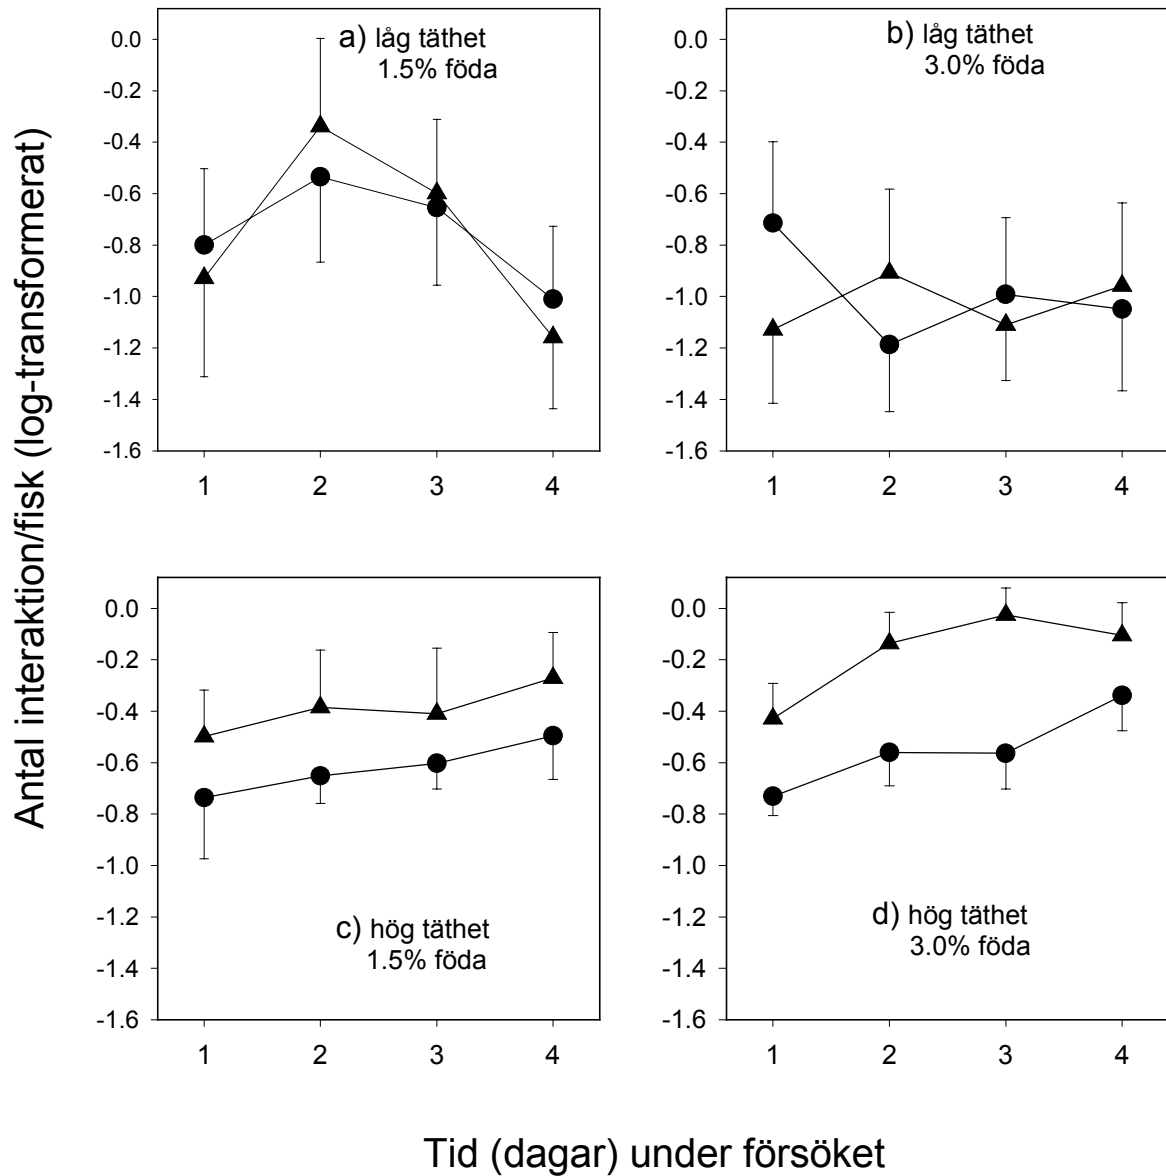 Antal interaktion/fisk (log-transformerat)
a) låg täthet
1.5% föda
0.0
-0.2
-0.4
-0.6
-0.8
-1.0
-1.2
-1.4
-1.6
1 2 3 4
b) låg täthet
3.0% föda
0.0
-0.2
-0.4
-0.6
-0.8
-1.0
-1.2
-1.4
-1.6
1 2 3 4
0.0
-0.2
-0.4
-0.6
-0.8
-1.0
-1.2
-1.4
-1.6
c) hög täthet
1.5% föda
1 2 3 4
0.0
-0.2
-0.4
-0.6
-0.8
-1.0
-1.2
-1.4
-1.6
d) hög täthet
3.0% föda
1 2 3 4
Tid (dagar) under försöket